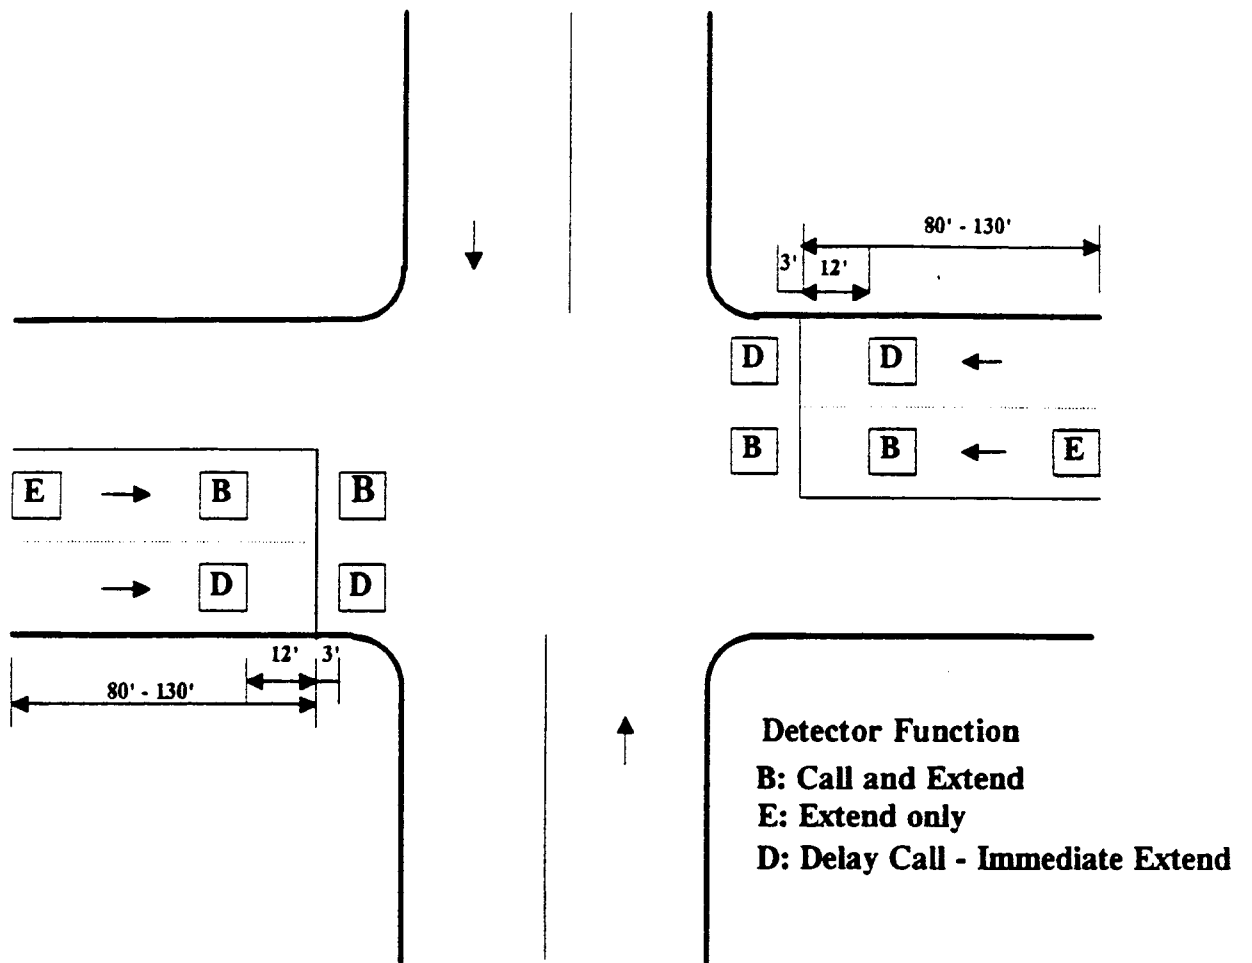 80' - 130'
3' 12'
D D
B B E
E B B
D D
12' 3'
80' - 130'
Detector Function
B: Call and Extend
E: Extend only
D: Delay Call - Immediate Extend